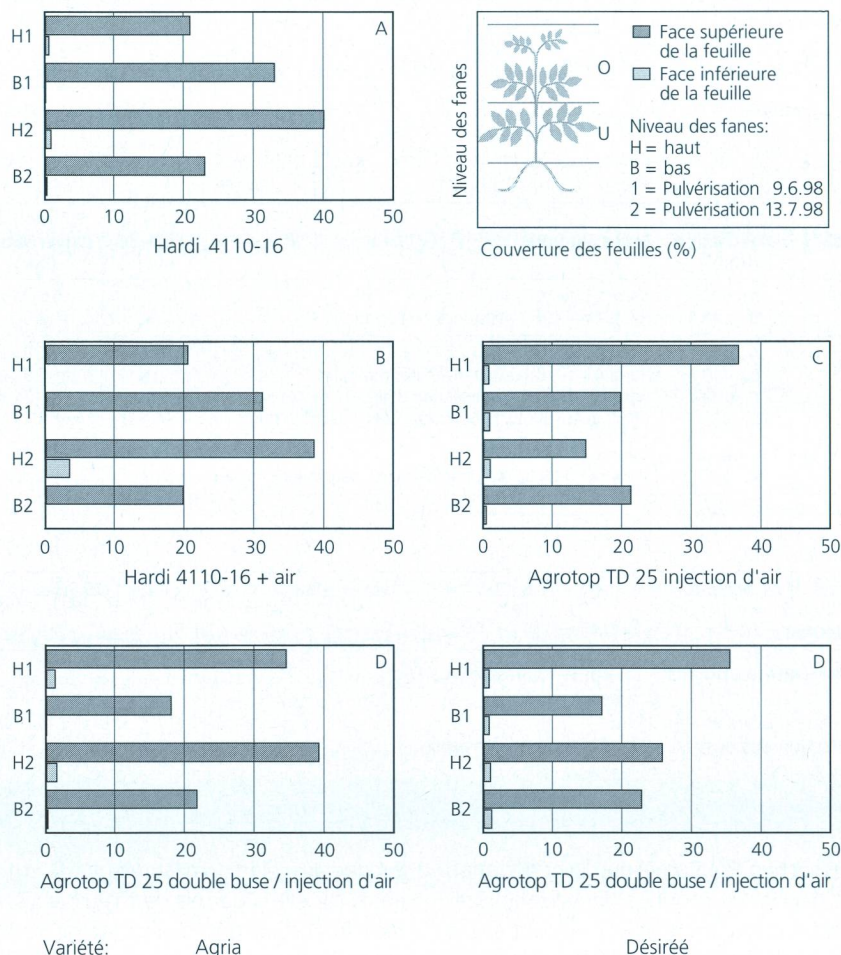 A
H1
B1
H2
B2
0 10 20 30 40 50
Hardi 4110-16
Niveau des fanes
O
U
Face supérieure
de la feuille
Face inférieure
de la feuille
Niveau des fanes:
H = haut
B = bas
1 = Pulvérisation 9.6.98
2 = Pulvérisation 13.7.98
Couverture des feuilles (%)
B
H1
B1
H2
B2
0 10 20 30 40 50
Hardi 4110-16 + air
C
H1
B1
H2
B2
0 10 20 30 40 50
Agrotop TD 25 injection d'air
D
H1
B1
H2
B2
0 10 20 30 40 50
Agrotop TD 25 double buse / injection d'air
D
H1
B1
H2
B2
0 10 20 30 40 50
Agrotop TD 25 double buse / injection d'air
Variété: Agria Désiréé